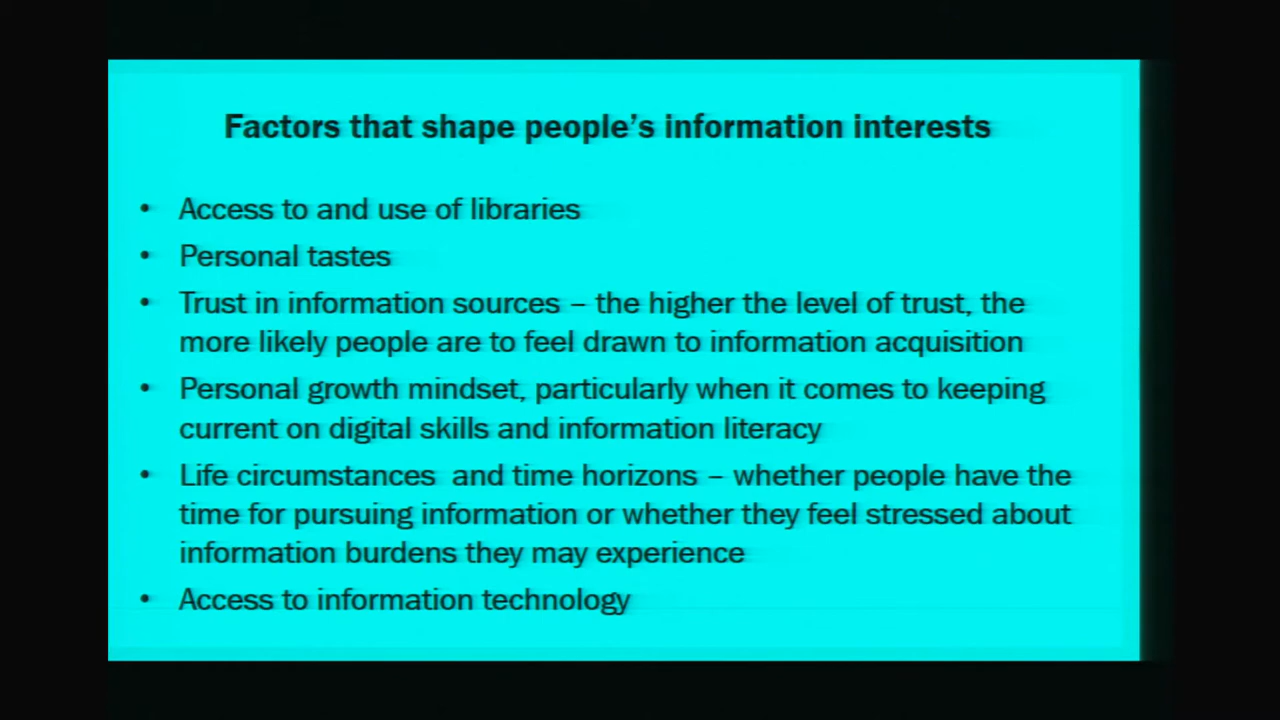 Factors that shape people's information interests
• Access to and use of libraries
• Personal tastes
• Trust in information sources – the higher the level of trust, the
more likely people are to feel drawn to information acquisition
• Personal growth mindset, particularly when it comes to keeping
current on digital skills and information literacy
• Life circumstances  and time horizons – whether people have the
time for pursuing information or whether they feel stressed about
information burdens they may experience
• Access to information technology